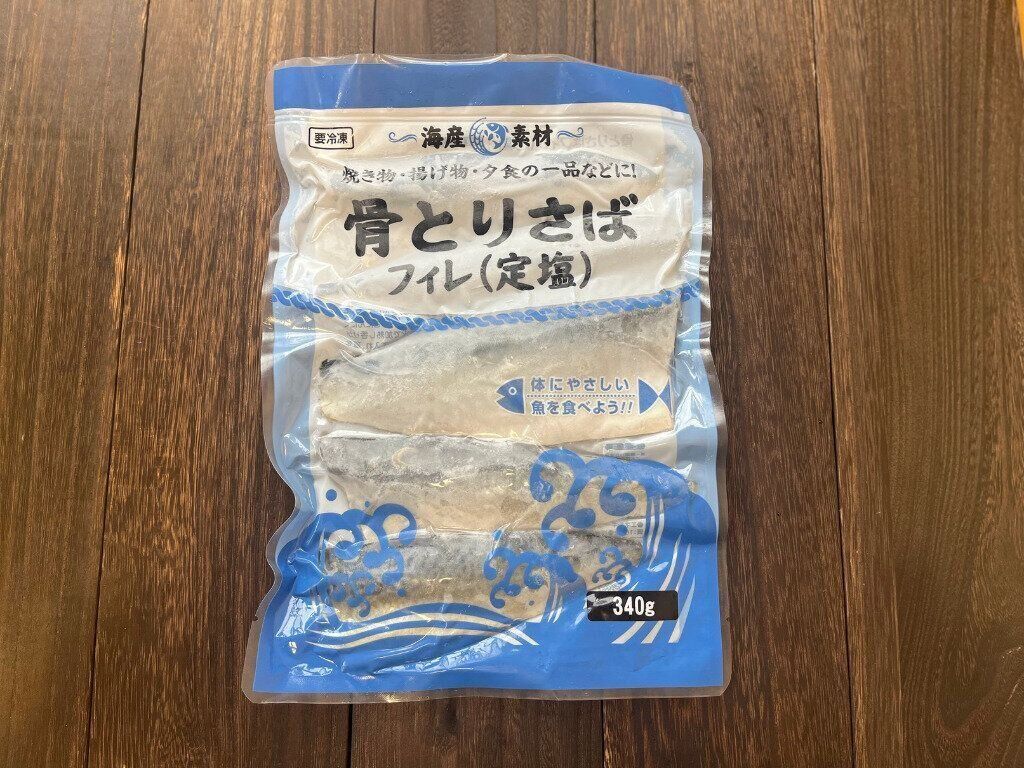 要冷凍
海産素材
焼き物・揚げ物・夕食の一品などに!
骨とりさば
フィレ(定塩)
体にやさしい
魚を食べよう!!
340g